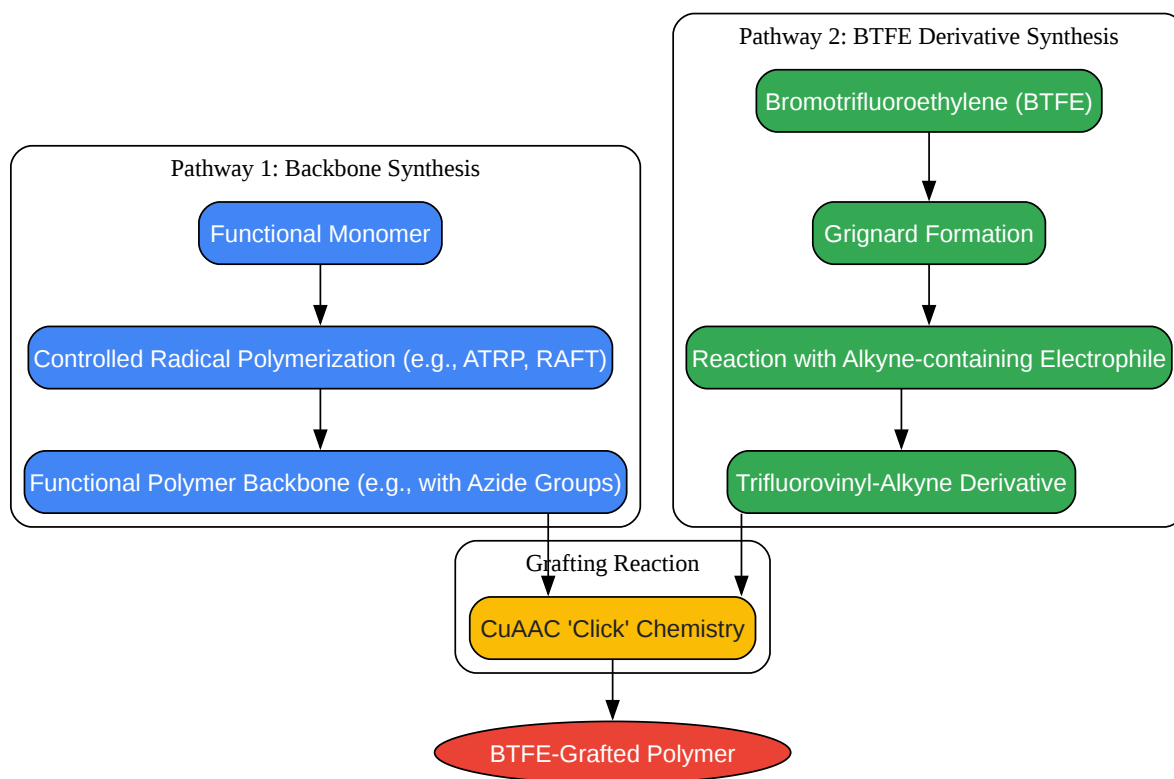 Pathway 1: Backbone Synthesis
Functional Monomer
Controlled Radical Polymerization (e.g., ATRP, RAFT)
Functional Polymer Backbone (e.g., with Azide Groups)
Pathway 2: BTFE Derivative Synthesis
Bromotrifluoroethylene (BTFE)
Grignard Formation
Reaction with Alkyne-containing Electrophile
Trifluorovinyl-Alkyne Derivative
Grafting Reaction
CuAAC 'Click' Chemistry
BTFE-Grafted Polymer